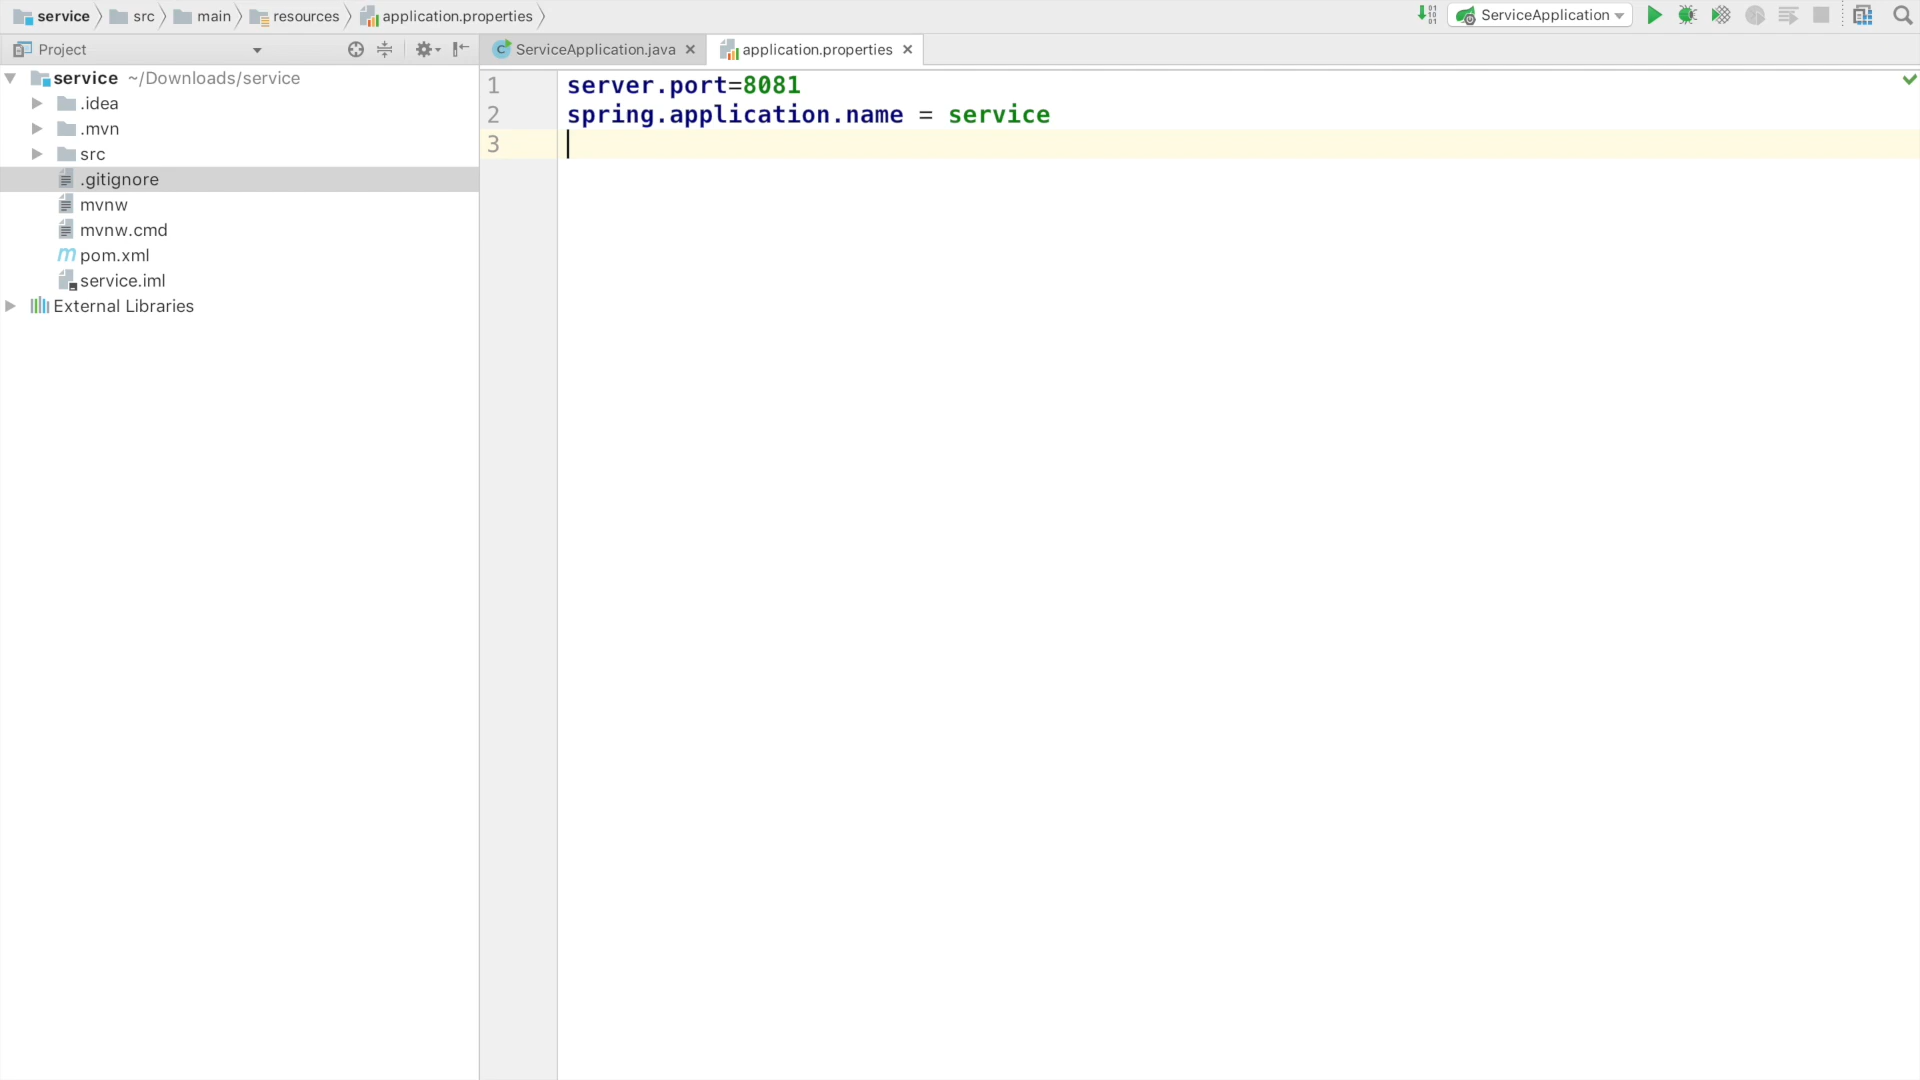 service src main resources application.properties ServiceApplication
Project ServiceApplication.java application.properties
service ~/Downloads/service
.idea
.mvn
src
.gitignore
mvnw
mvnw.cmd
pom.xml
service.iml
External Libraries
1 server.port=8081
2 spring.application.name = service
3